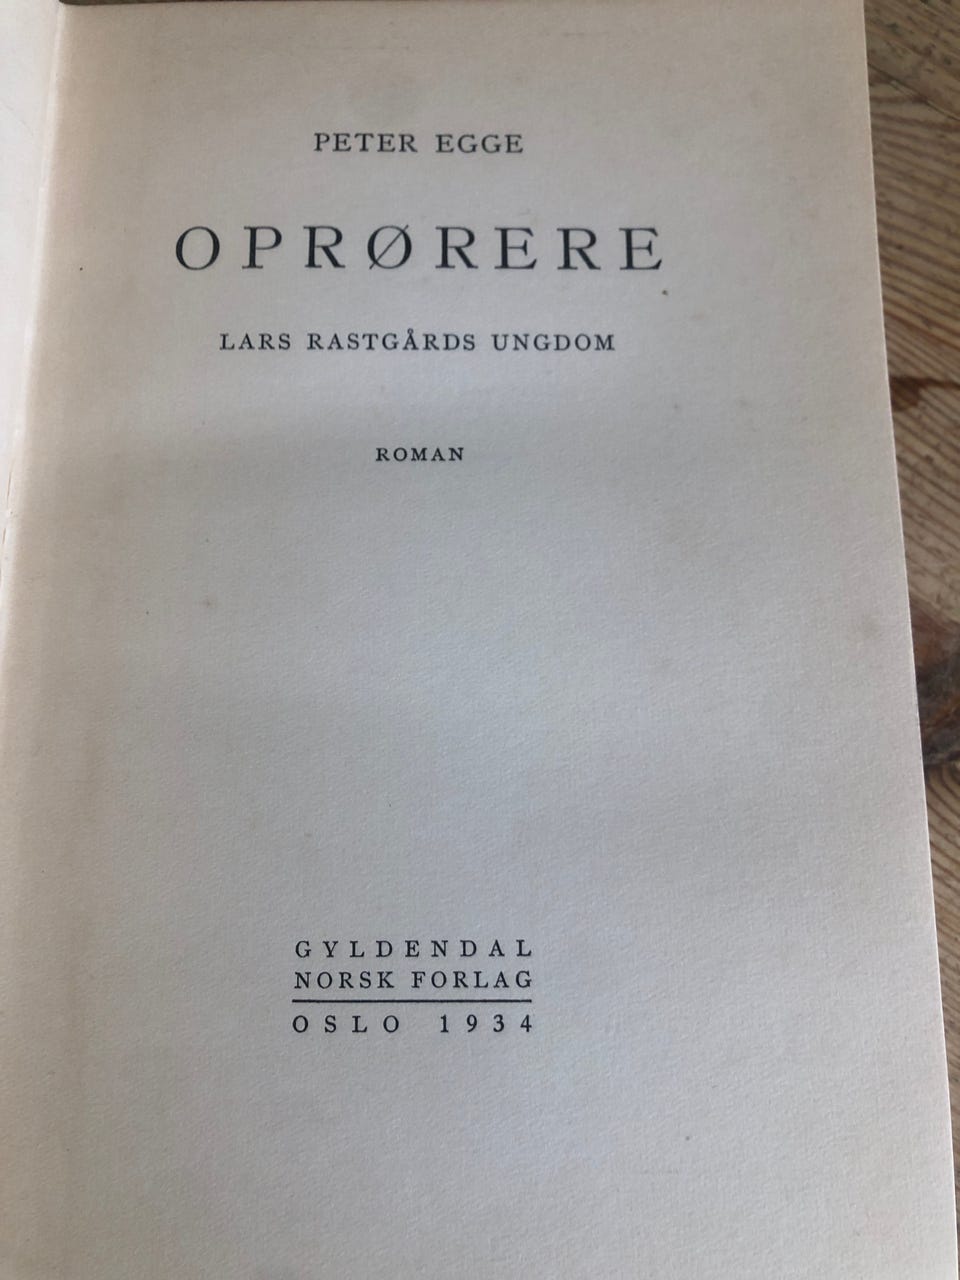 PETER EGGE
OPRØRERE
LARS RASTGÅRDS UNGDOM
ROMAN
GYLDENDAL
NORSK FORLAG
OSLO 1934